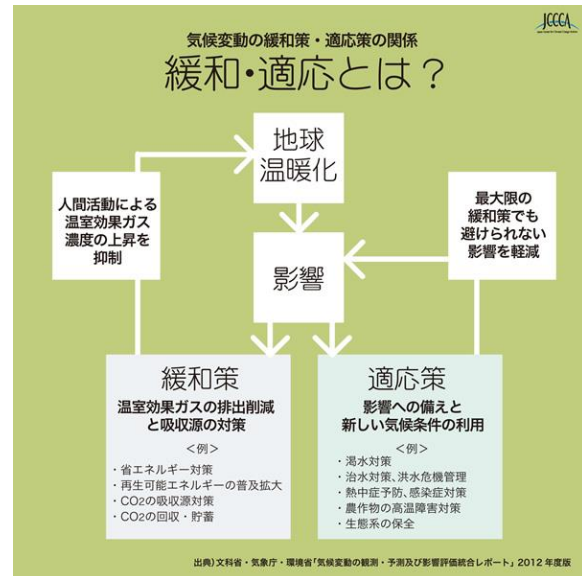 JCCCA
気候変動の緩和策・適応策の関係
緩和・適応とは？
地球
温暖化
人間活動による
温室効果ガス
濃度の上昇を
抑制
最大限の
緩和策でも
避けられない
影響を軽減
影響
緩和策
温室効果ガスの排出削減
と吸収源の対策
＜例＞
・省エネルギー対策
・再生可能エネルギーの普及拡大
・CO2の吸収源対策
・CO2の回収・貯蓄
適応策
影響への備えと
新しい気候条件の利用
＜例＞
・渇水対策
・治水対策、洪水危機管理
・熱中症予防、感染症対策
・農作物の高温障害対策
・生態系の保全
出典）文科省・気象庁・環境省「気候変動の観測・予測及び影響評価統合レポート」2012年度版